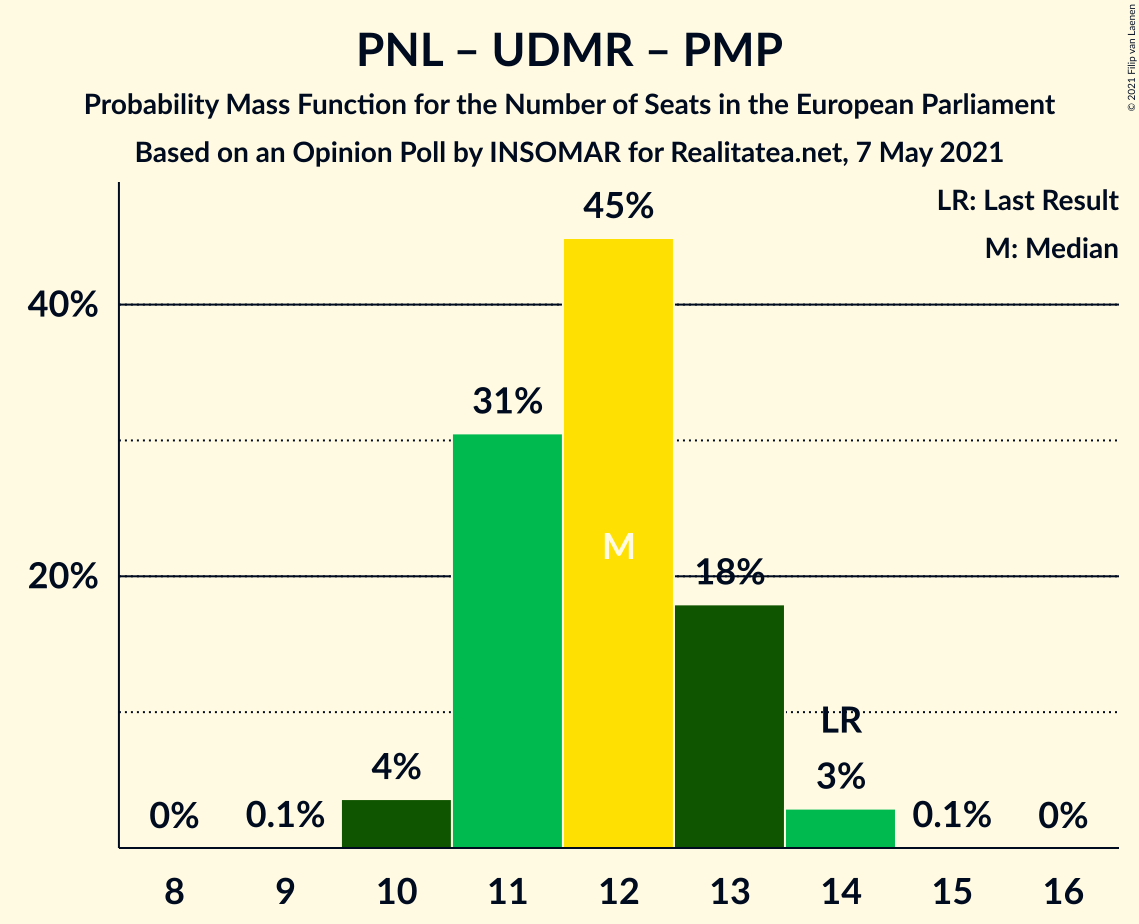 PNL – UDMR – PMP
Probability Mass Function for the Number of Seats in the European Parliament
Based on an Opinion Poll by INSOMAR for Realitatea.net, 7 May 2021
© 2021 Filip van Laenen
LR: Last Result
M: Median
45%
40%
31%
M
20%
18%
LR
4%
3%
0%
0.1%
0.1%
0%
8 9 10 11 12 13 14 15 16